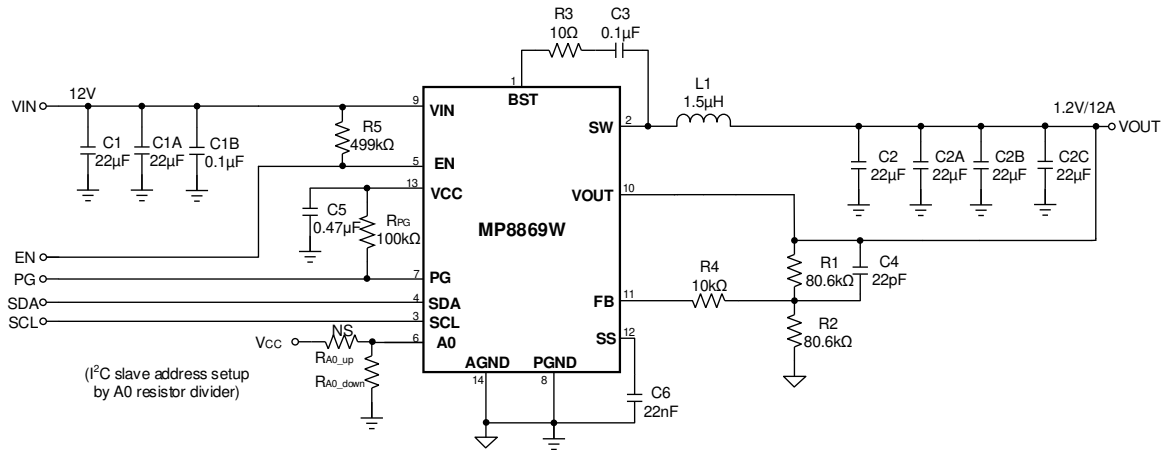 R3
10Ω
C3
0.1µF
1
BST
L1
1.5µH
VIN
12V
9
VIN
C1
22µF
C1A
22µF
C1B
0.1µF
R5
499kΩ
5
EN
SW
2
1.2V/12A
VOUT
C2
22µF
C2A
22µF
C2B
22µF
C2C
22µF
13
VCC
C5
0.47µF
RPG
100kΩ
VOUT
10
MP8869W
EN
PG
7
PG
R4
10kΩ
FB
11
R1
80.6kΩ
C4
22pF
SDA
4
SDA
SCL
3
SCL
R2
80.6kΩ
SS
12
VCC
NS
6
A0
RA0_up
RA0_down
(I²C slave address setup
by A0 resistor divider)
AGND
PGND
14
8
C6
22nF